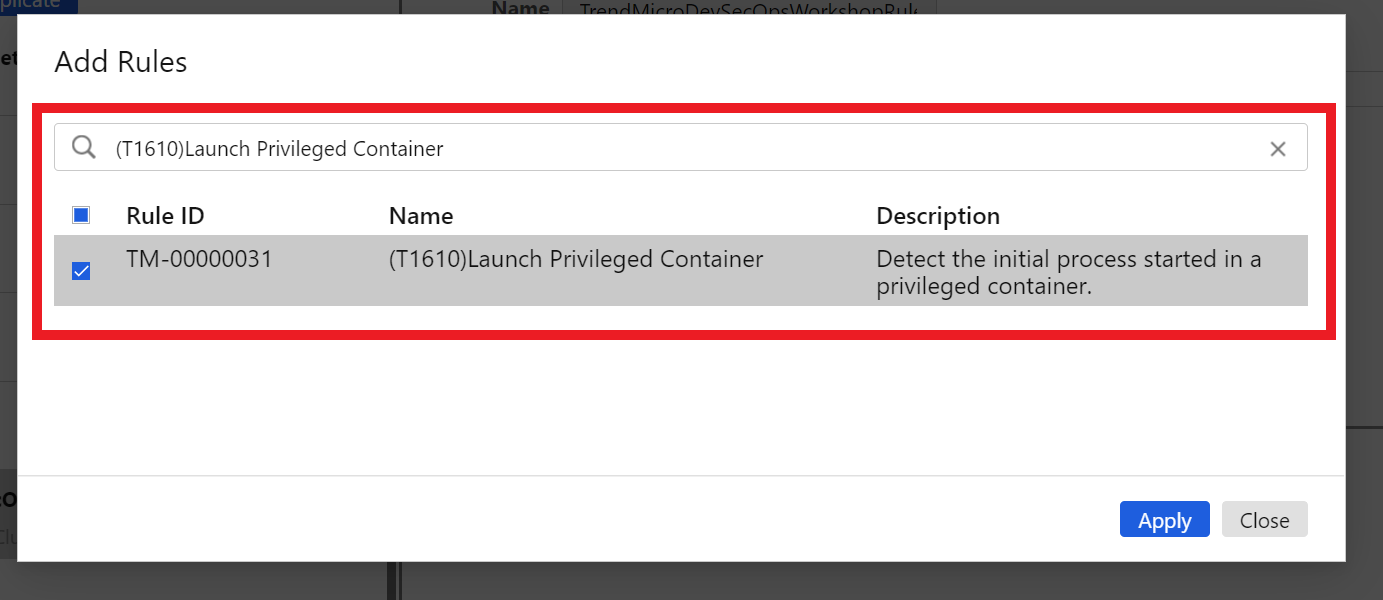 plicate
Name TrendMicroDevSecOpsWorkshopRule
Add Rules
(T1610)Launch Privileged Container
Rule ID Name Description
TM-00000031 (T1610)Launch Privileged Container Detect the initial process started in a
privileged container.
Apply Close